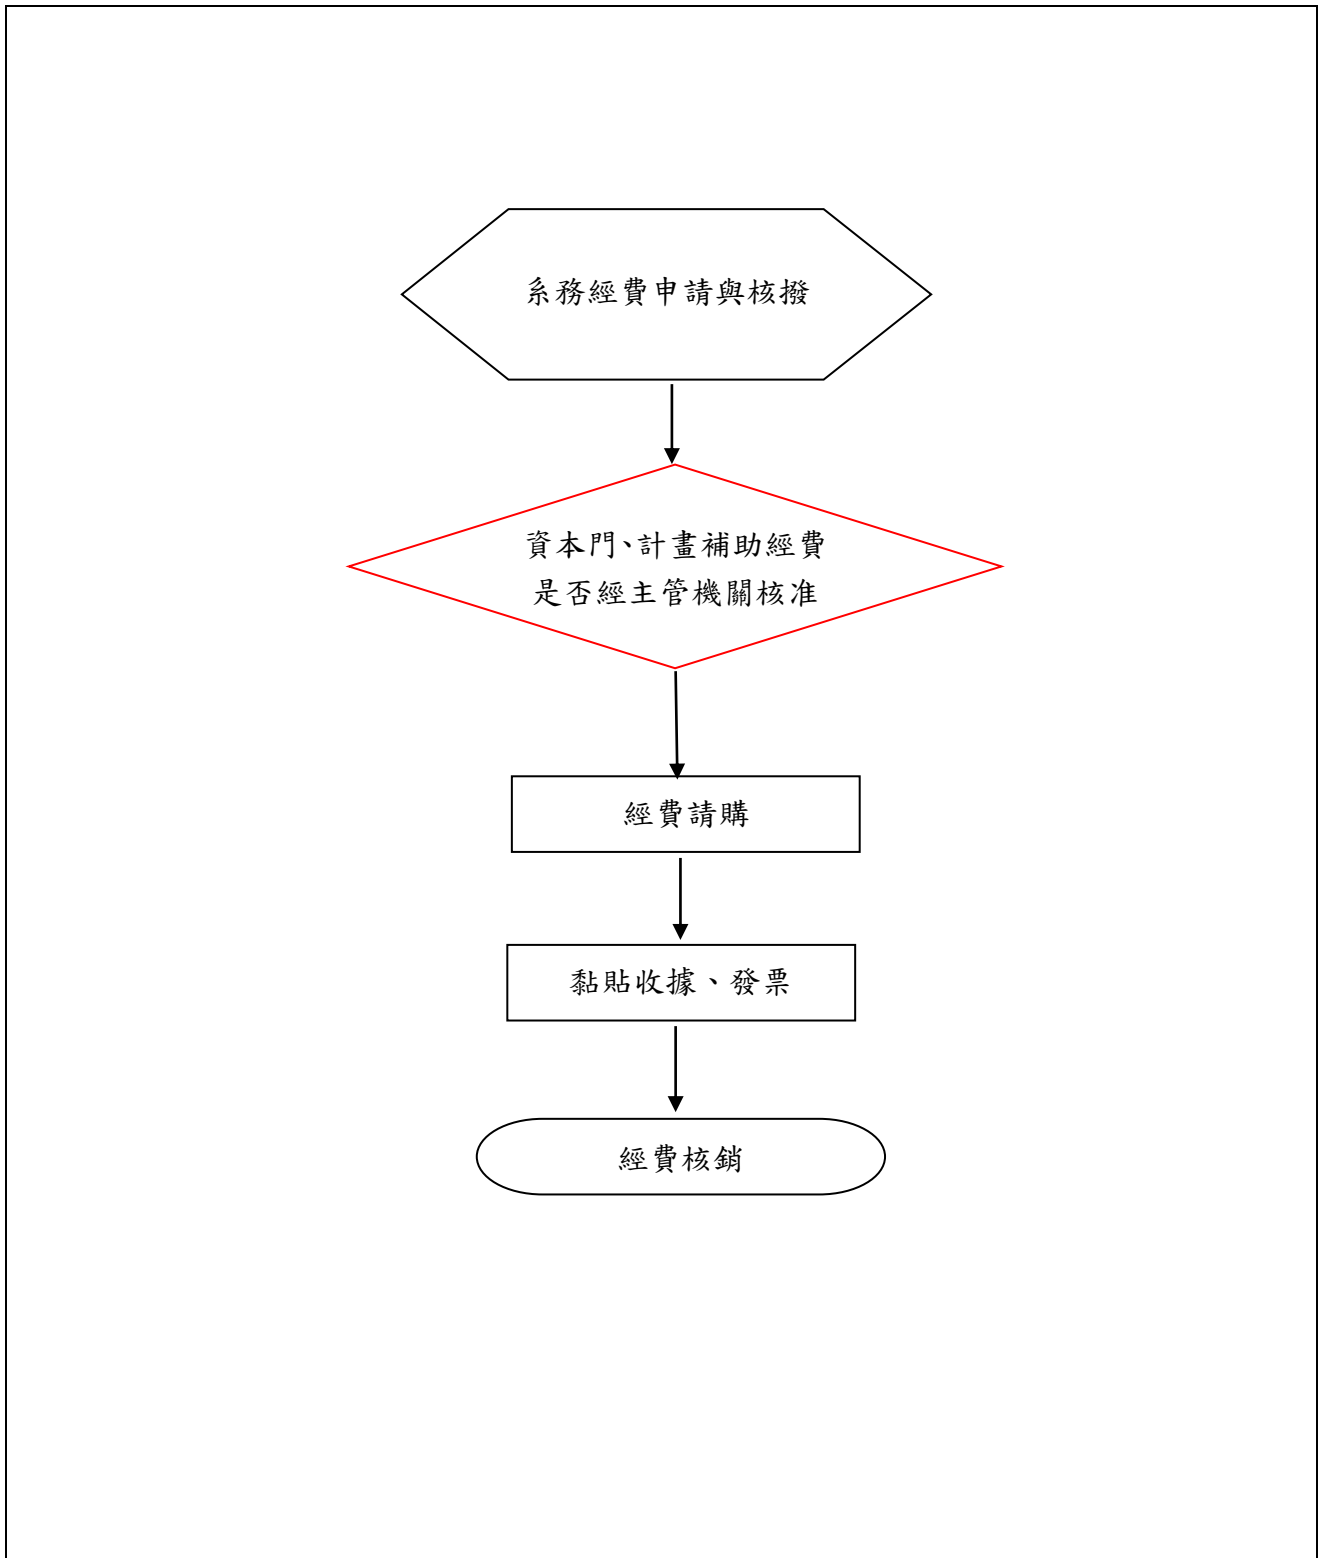 系務經費申請與核撥
資本門、計畫補助經費
是否經主管機關核准
經費請購
黏貼收據、發票
經費核銷